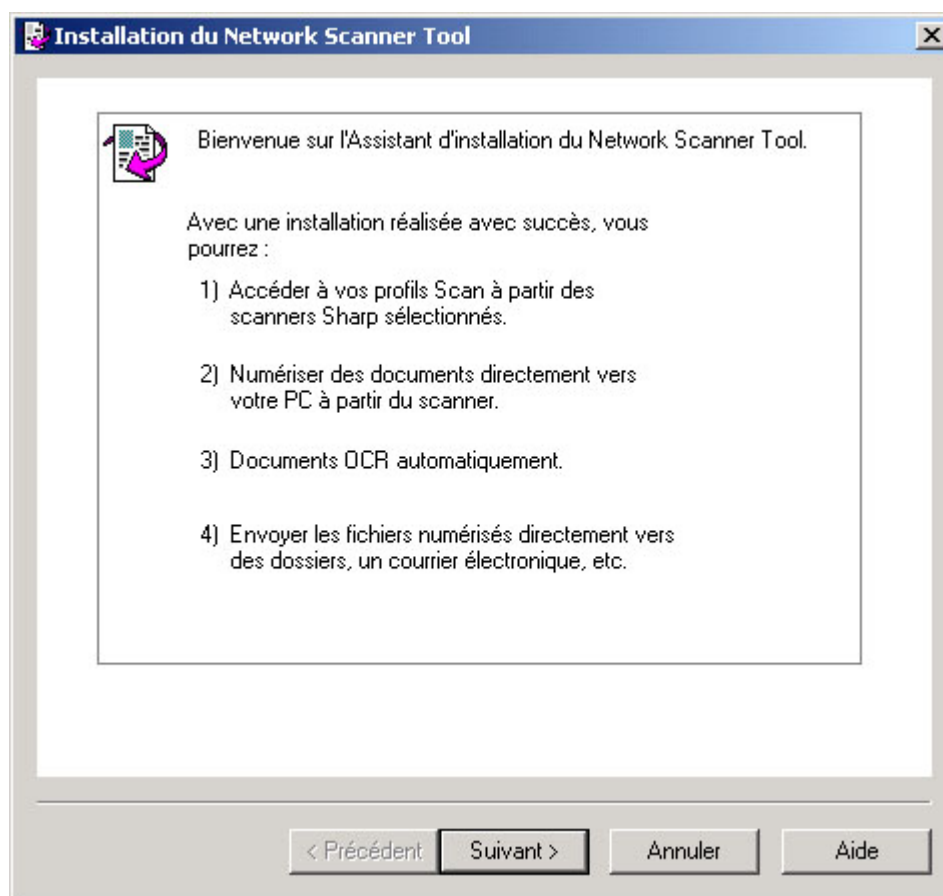 Installation du Network Scanner Tool
Bienvenue sur l'Assistant d'installation du Network Scanner Tool.
Avec une installation réalisée avec succès, vous
pourrez :
1) Accéder à vos profils Scan à partir des
scanners Sharp sélectionnés.
2) Numériser des documents directement vers
votre PC à partir du scanner.
3) Documents OCR automatiquement.
4) Envoyer les fichiers numérisés directement vers
des dossiers, un courrier électronique, etc.
< Précédent Suivant > Annuler Aide